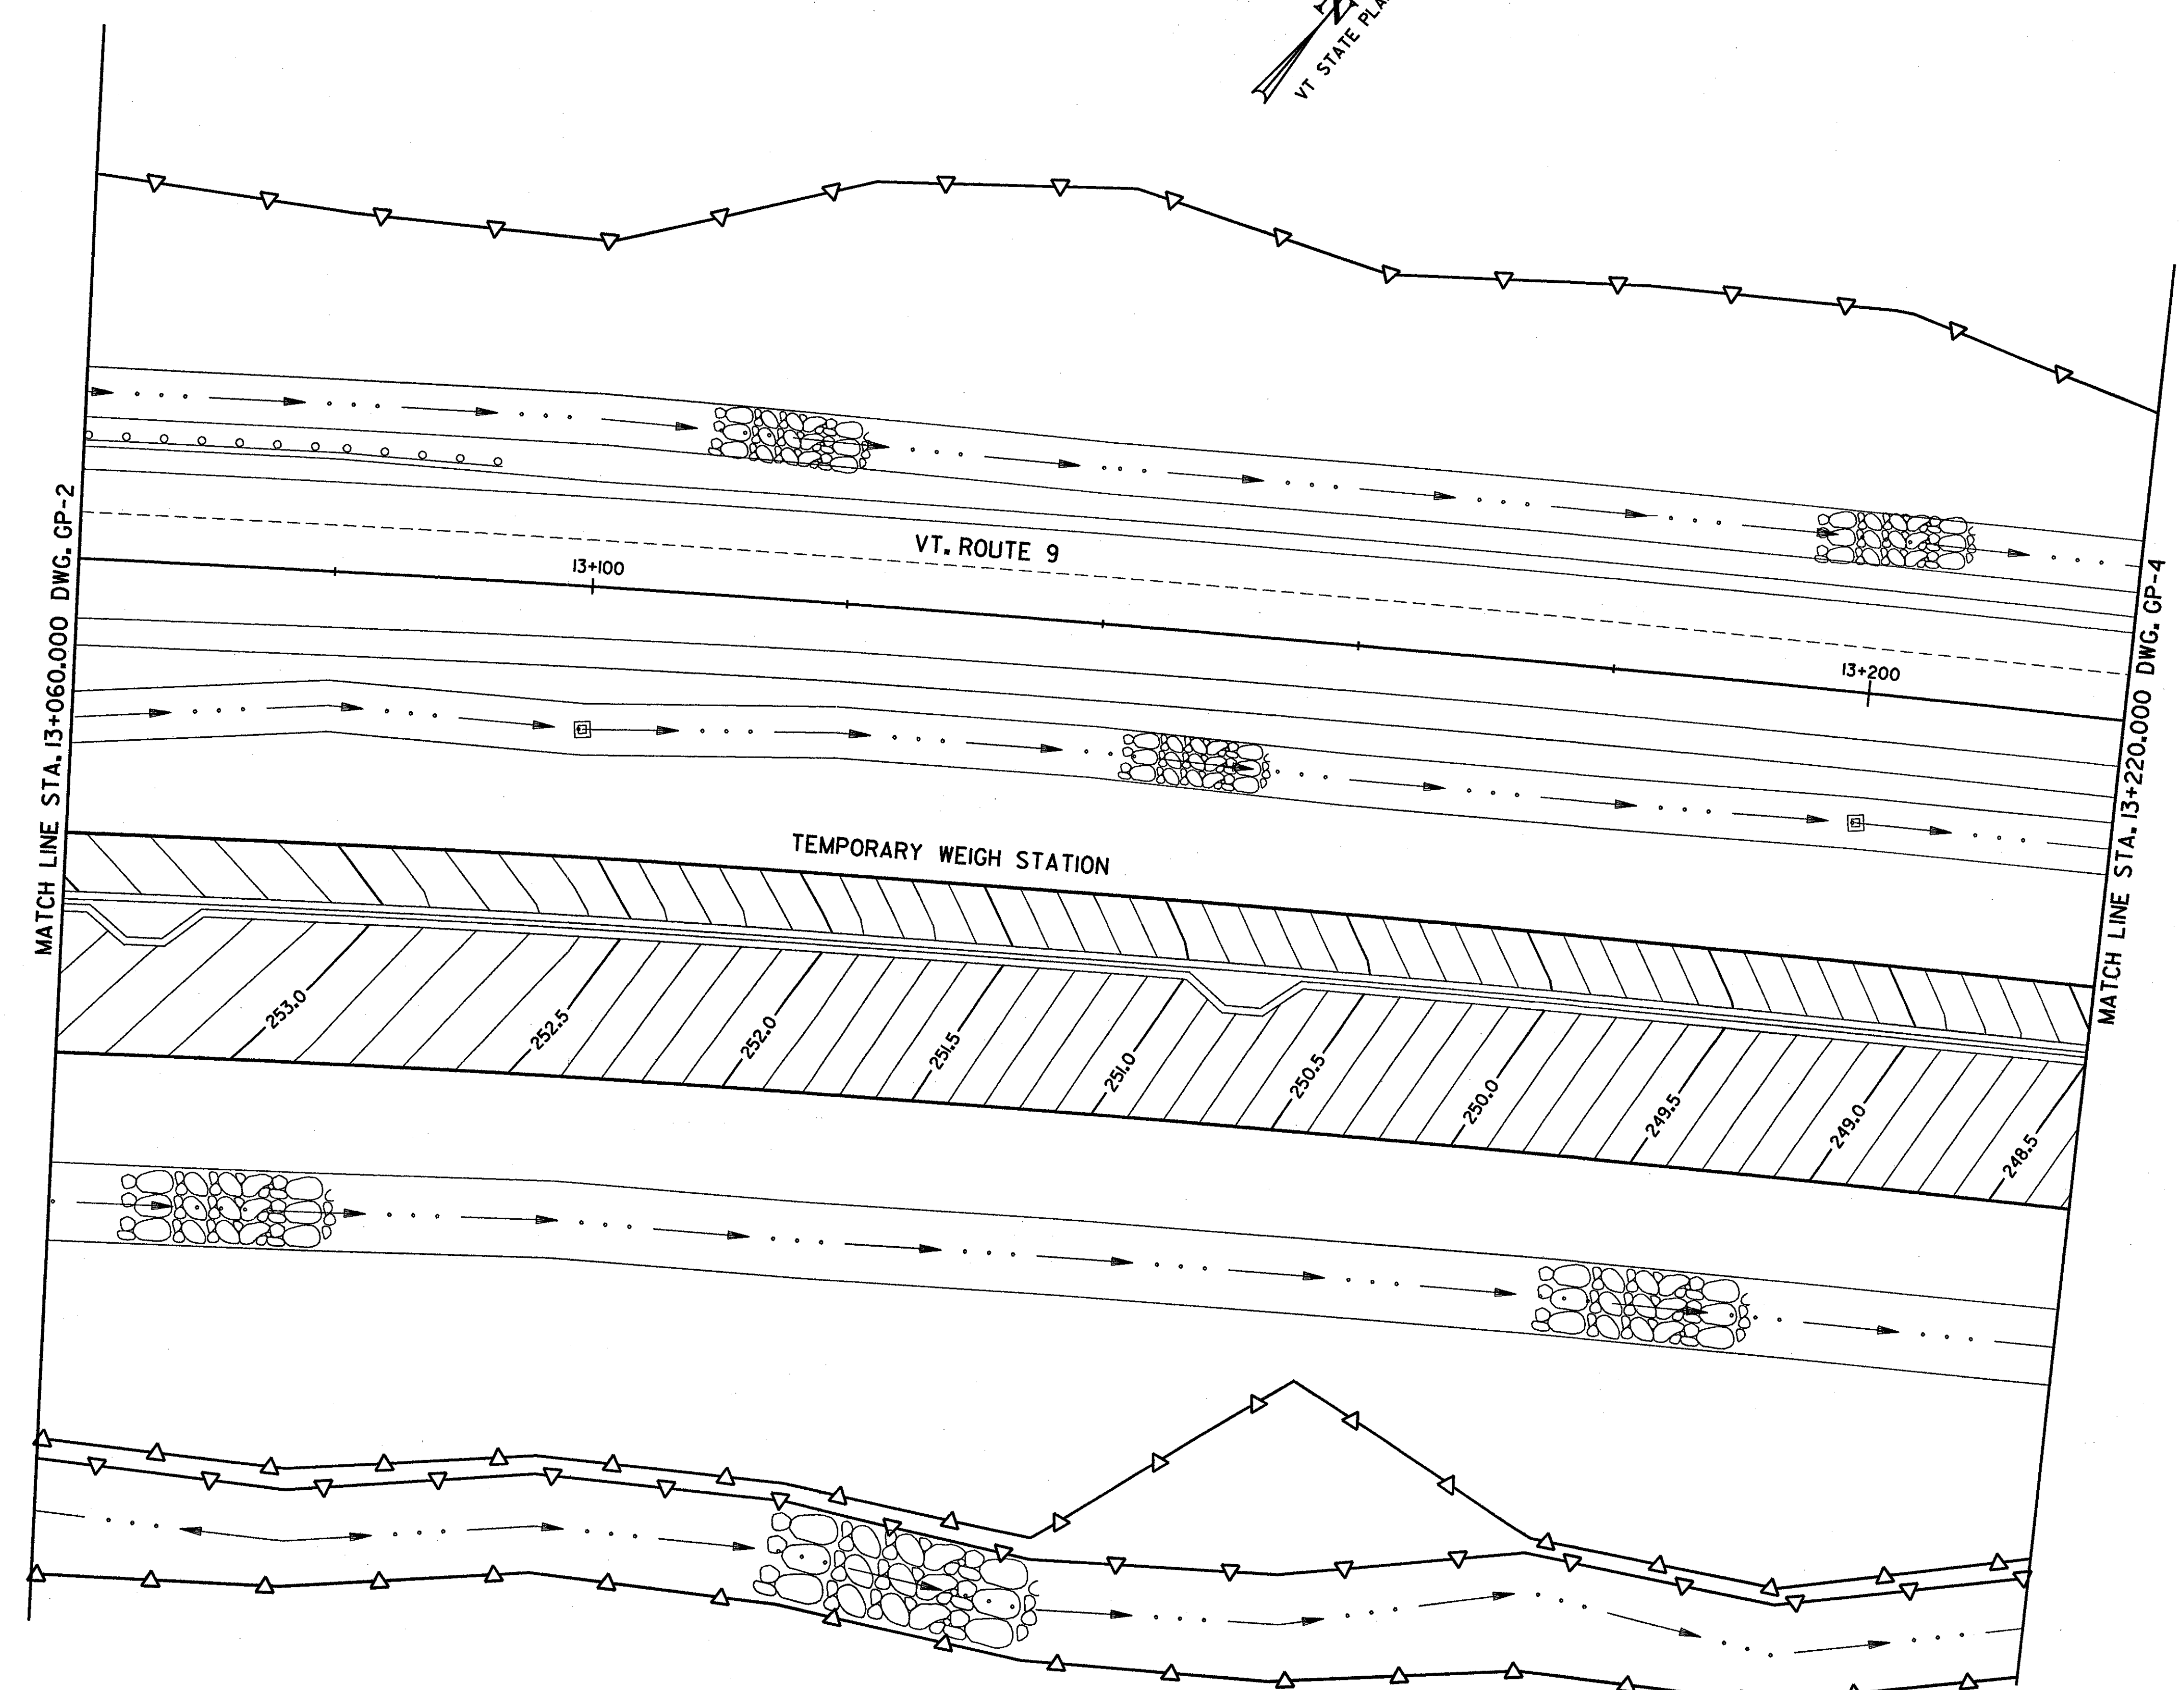 VT STATE PLA
MATCH LINE STA. 13+060.000 DWG. GP-2
VT. ROUTE 9
13+100
13+200
MATCH LINE STA. 13+220.000 DWG. GP-4
TEMPORARY WEIGH STATION
253.0
252.5
252.0
251.5
251.0
250.5
250.0
249.5
249.0
248.5